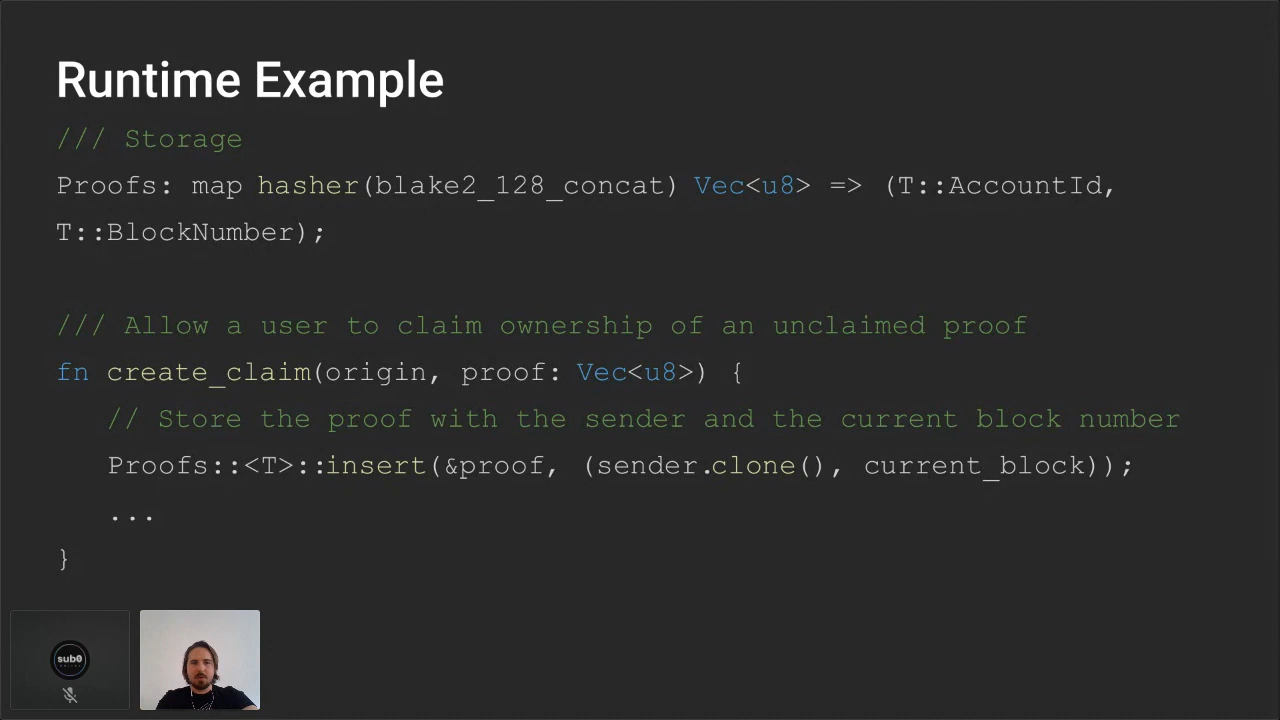 Runtime Example
/// Storage
Proofs: map hasher(blake2_128_concat) Vec<u8> => (T::AccountId,
T::BlockNumber);
/// Allow a user to claim ownership of an unclaimed proof
fn create_claim(origin, proof: Vec<u8>) {
// Store the proof with the sender and the current block number
Proofs::<T>::insert(&proof, (sender.clone(), current_block));
...
}
sub0